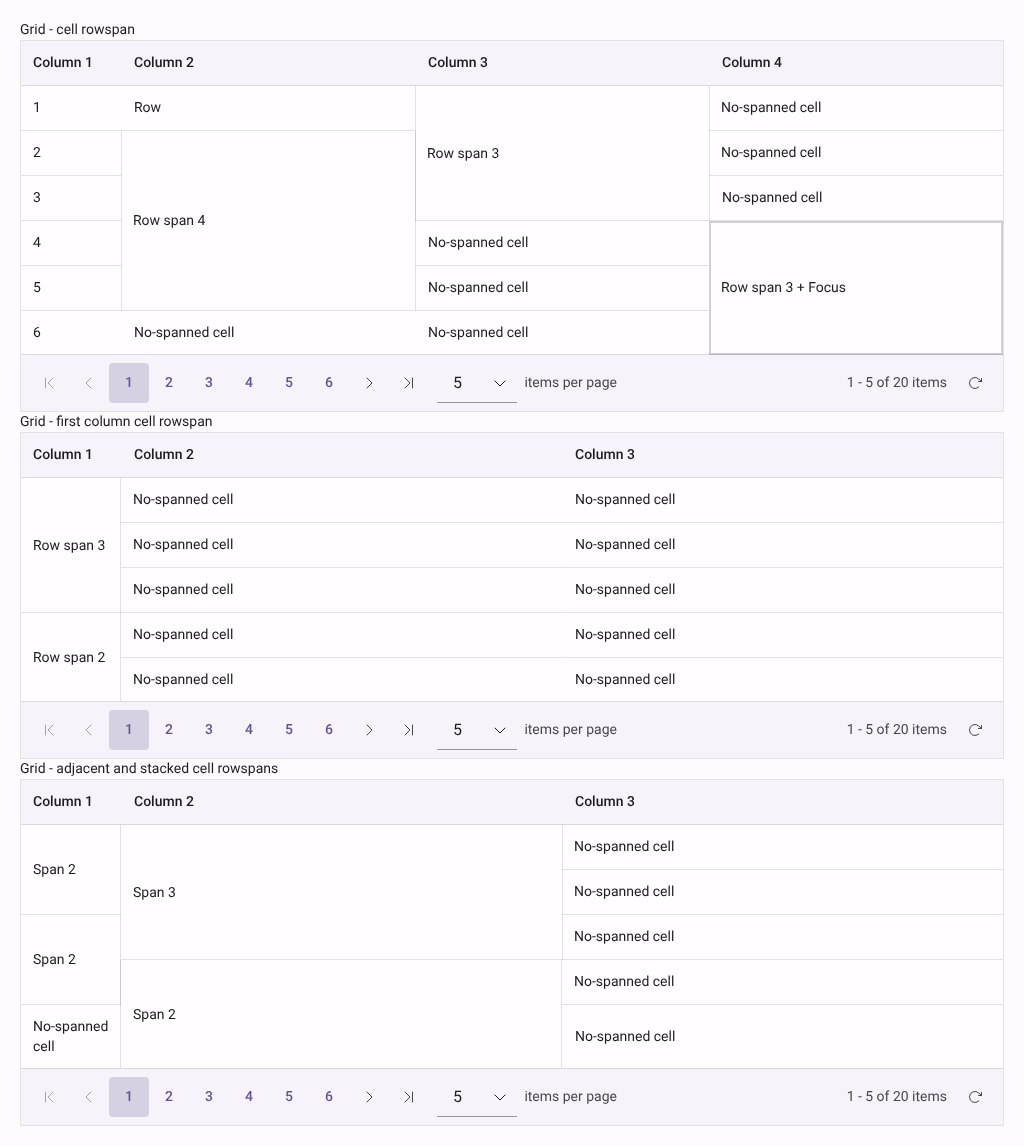 Grid - cell rowspan
Column 1 Column 2 Column 3 Column 4
1 Row No-spanned cell
2 Row span 3 No-spanned cell
3 No-spanned cell
Row span 4
4 No-spanned cell
5 No-spanned cell Row span 3 + Focus
6 No-spanned cell No-spanned cell
1 2 3 4 5 6 5 items per page 1 - 5 of 20 items
Grid - first column cell rowspan
Column 1 Column 2 Column 3
No-spanned cell No-spanned cell
Row span 3 No-spanned cell No-spanned cell
No-spanned cell No-spanned cell
No-spanned cell No-spanned cell
Row span 2
No-spanned cell No-spanned cell
1 2 3 4 5 6 5 items per page 1 - 5 of 20 items
Grid - adjacent and stacked cell rowspans
Column 1 Column 2 Column 3
No-spanned cell
Span 2
Span 3 No-spanned cell
No-spanned cell
Span 2
No-spanned cell
Span 2
No-spanned
cell
No-spanned cell
1 2 3 4 5 6 5 items per page 1 - 5 of 20 items